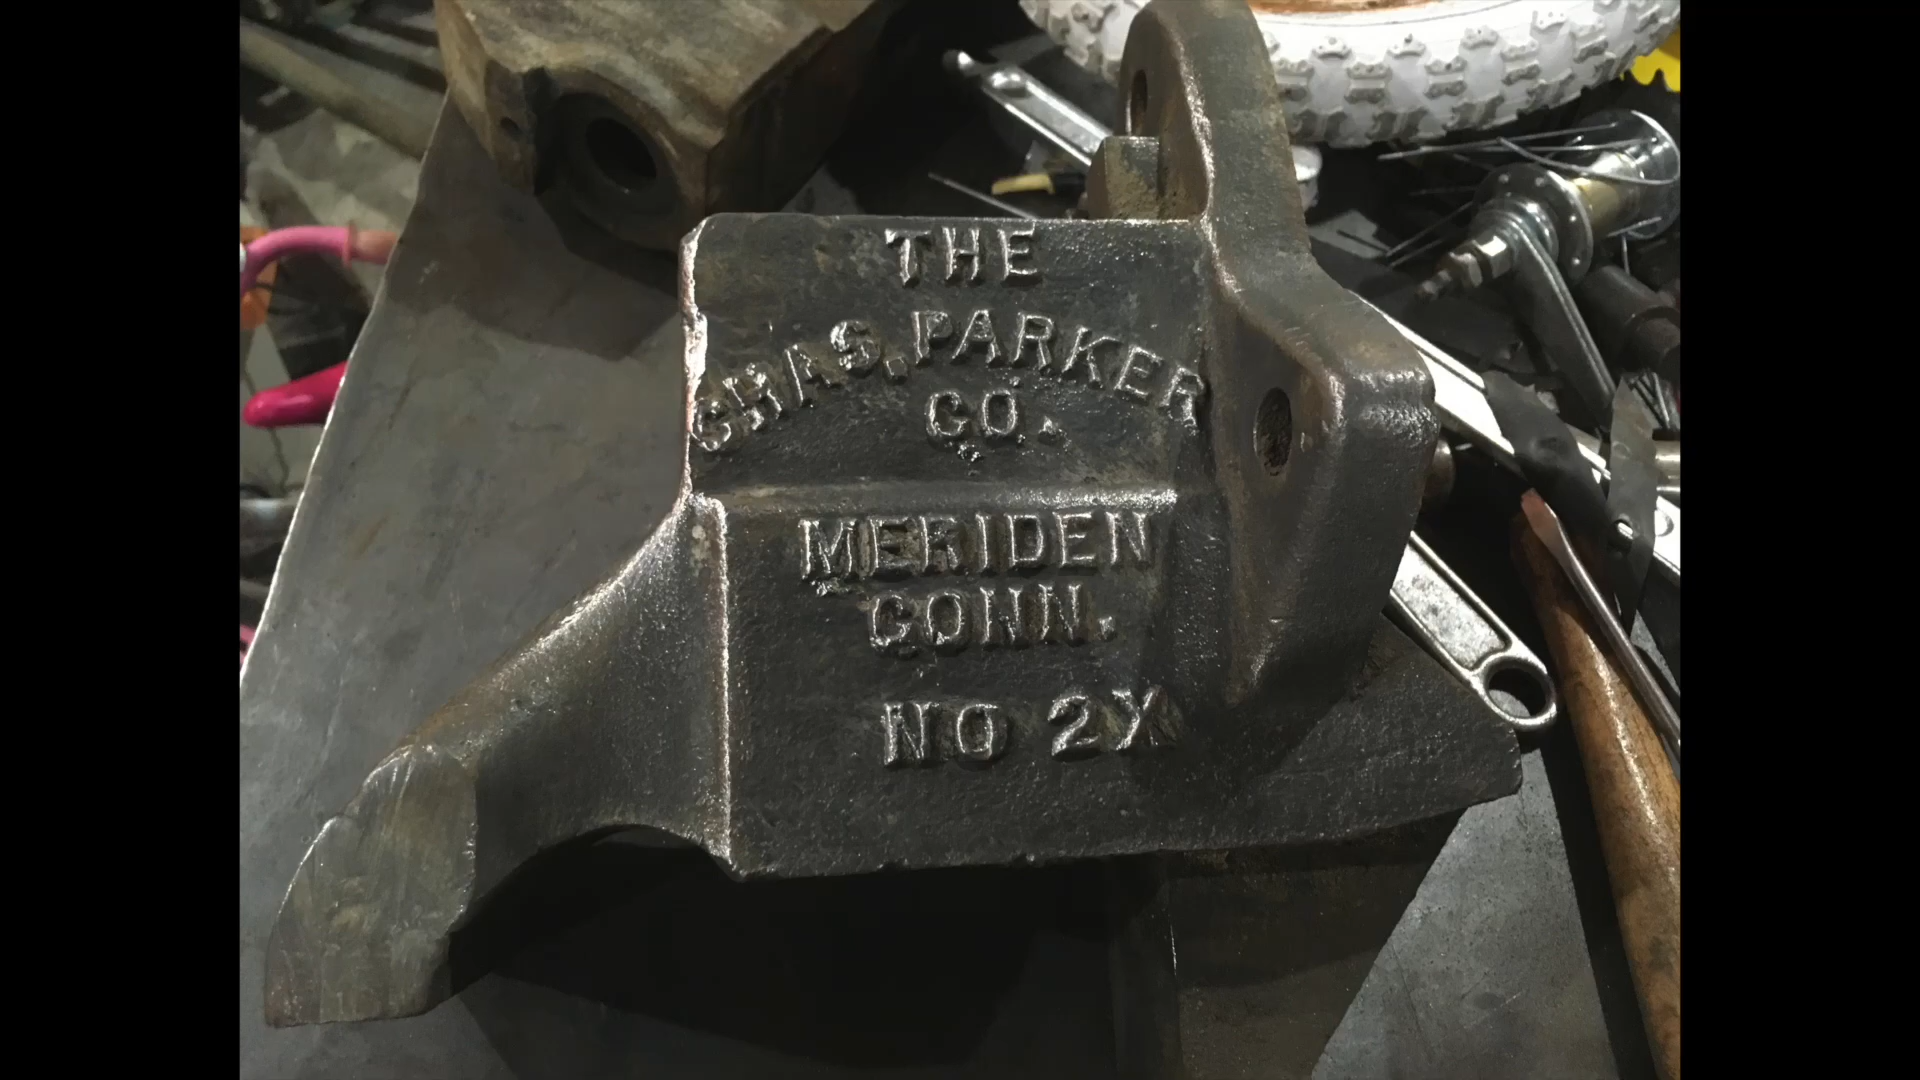 THE
CHAS. PARKER
CO.
MERIDEN
CONN.
NO 2X